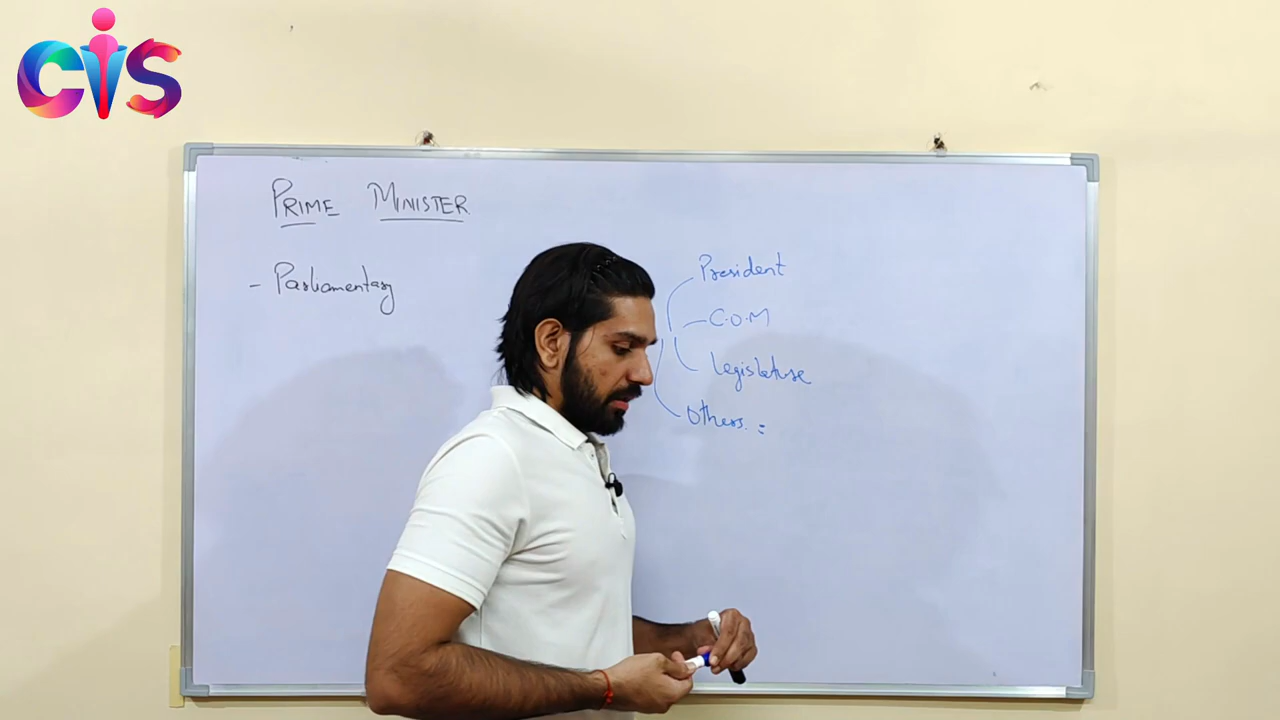 CiS
PRIME MINISTER
- Parliamentary
President
C.O.M
Legislature
Others. =